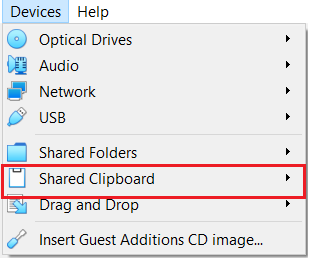 Devices Help
Optical Drives
Audio
Network
USB
Shared Folders
Shared Clipboard
Drag and Drop
Insert Guest Additions CD image...